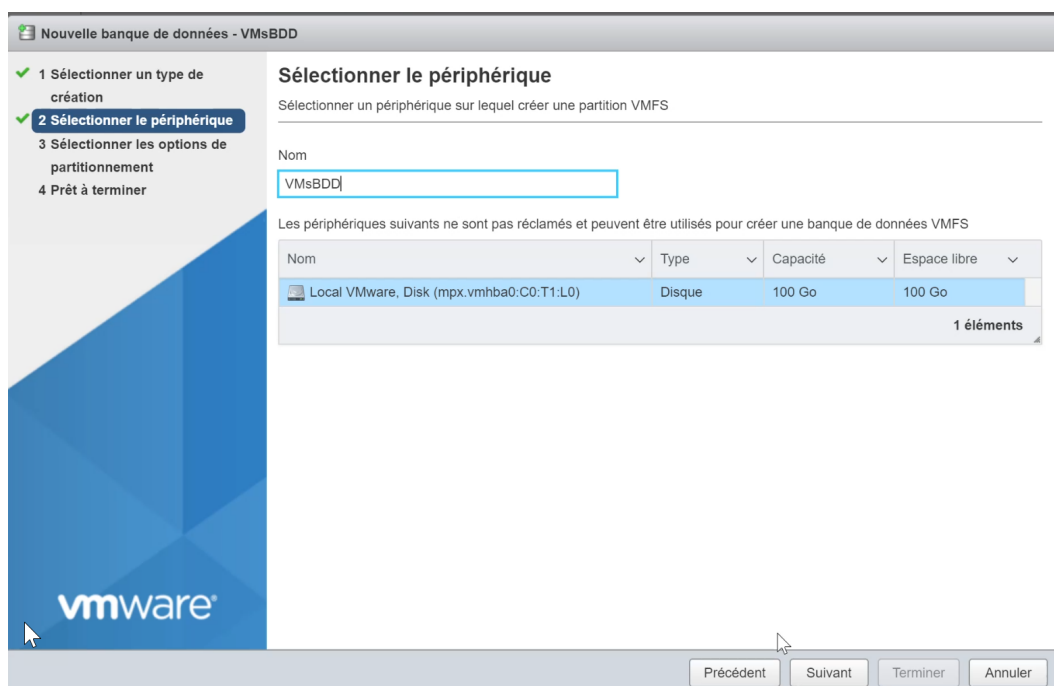 Nouvelle banque de données - VMsBDD
1 Sélectionner un type de
création
2 Sélectionner le périphérique
3 Sélectionner les options de
partitionnement
4 Prêt à terminer
Sélectionner le périphérique
Sélectionner un périphérique sur lequel créer une partition VMFS
Nom
VMsBDD
Les périphériques suivants ne sont pas réclamés et peuvent être utilisés pour créer une banque de données VMFS
Nom Type Capacité Espace libre
Local VMware, Disk (mpx.vmhba0:C0:T1:L0) Disque 100 Go 100 Go
1 éléments
vmware®
Précédent Suivant Terminer Annuler